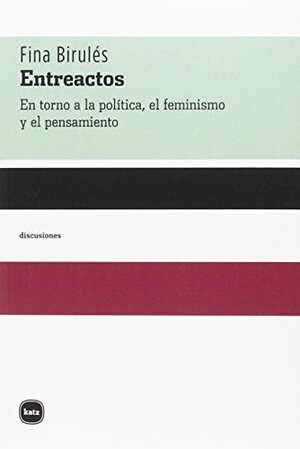 Fina Birulés
Entreactos
En torno a la política, el feminismo
y el pensamiento
discusiones
katz